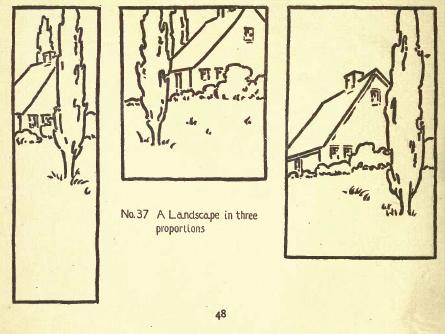 No. 37 A Landscape in three
proportions
48